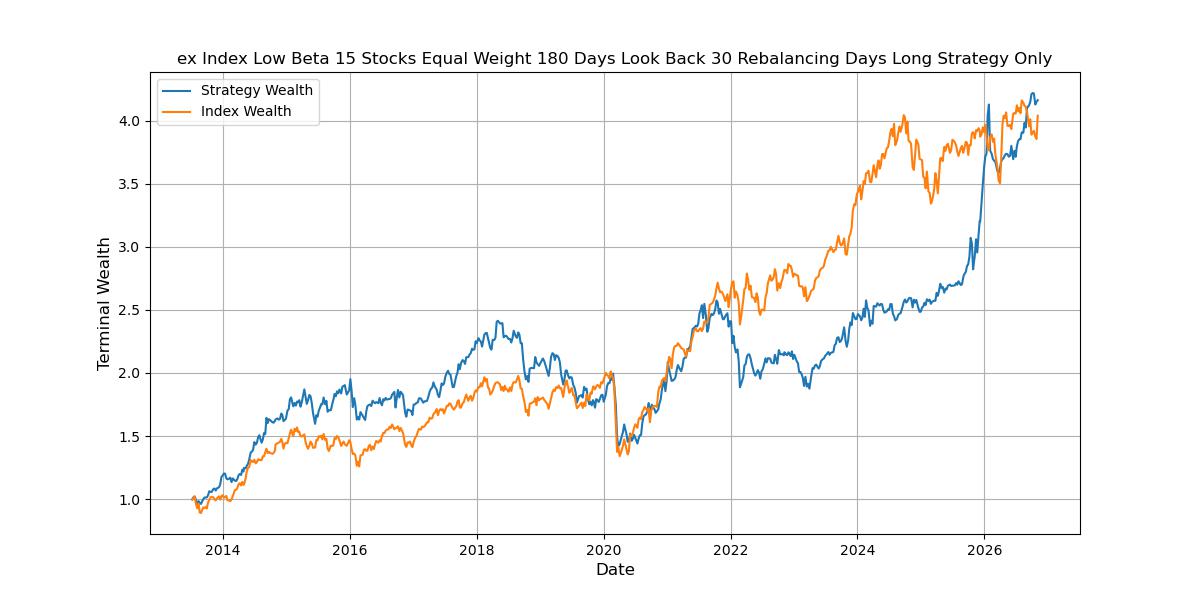 ex Index Low Beta 15 Stocks Equal Weight 180 Days Look Back 30 Rebalancing Days Long Strategy Only
Strategy Wealth
Index Wealth
Terminal Wealth
4.0
3.5
3.0
2.5
2.0
1.5
1.0
2014 2016 2018 2020 2022 2024 2026
Date